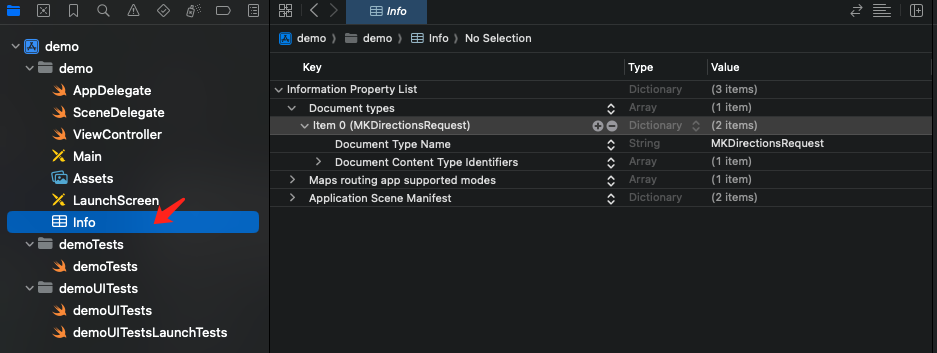 Info
demo
demo
Info
No Selection
demo
demo
AppDelegate
SceneDelegate
ViewController
Main
Assets
LaunchScreen
Info
demoTests
demoTests
demoUITests
demoUITests
demoUITestsLaunchTests
Key Type Value
Information Property List Dictionary (3 items)
Document types Array (1 item)
Item 0 (MKDirectionsRequest) Dictionary (2 items)
Document Type Name String MKDirectionsRequest
Document Content Type Identifiers Array (1 item)
Maps routing app supported modes Array (1 item)
Application Scene Manifest Dictionary (2 items)